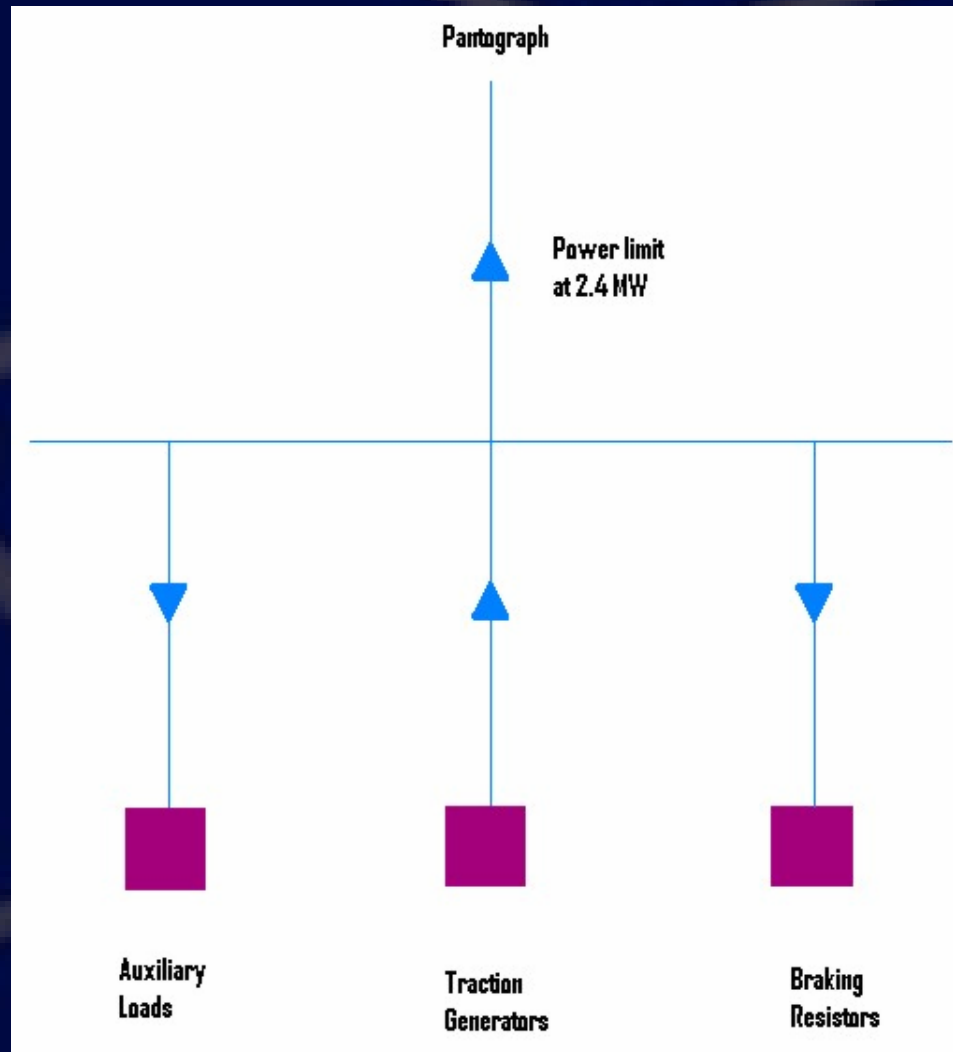 Pantograph
Power limit
at 2.4 MW
Auxiliary
Loads
Traction
Generators
Braking
Resistors